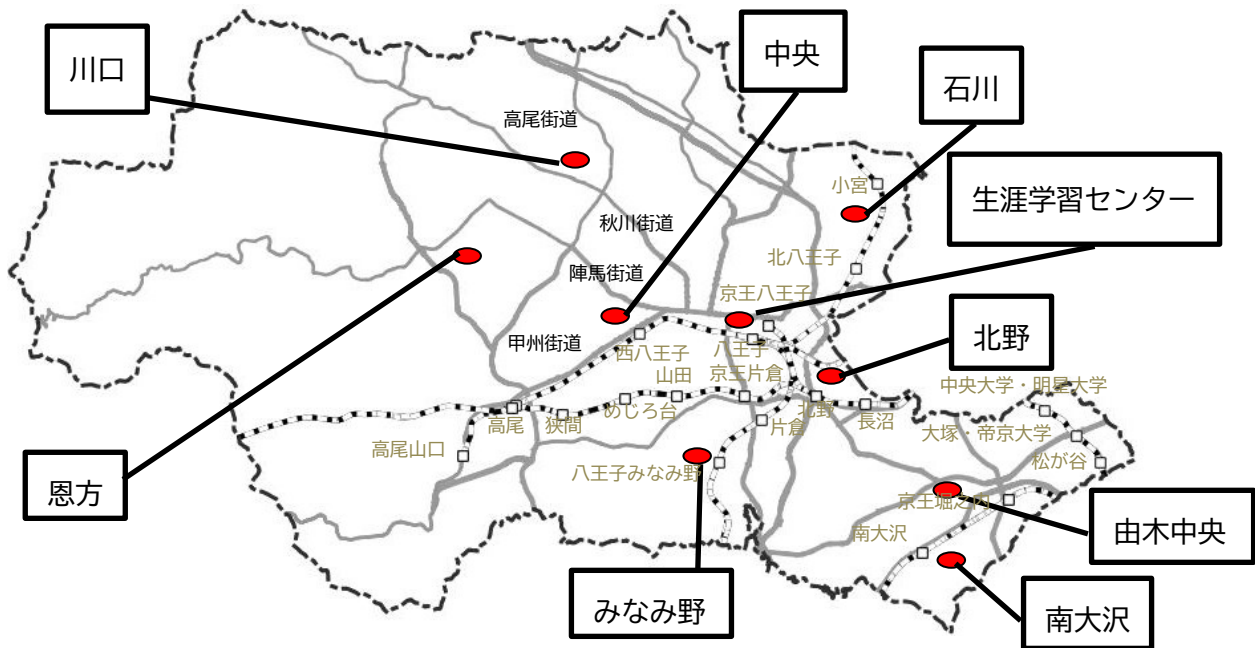 川口
中央
石川
高尾街道
小宮
生涯学習センター
秋川街道
北八王子
陣馬街道
京王八王子
甲州街道
西八王子
八王子
北野
山田
京王片倉
中央大学・明星大学
めじろ台
北野
高尾
狭間
片倉
長沼
大塚・帝京大学
高尾山口
八王子みなみ野
松が谷
恩方
京王堀之内
南大沢
由木中央
みなみ野
南大沢